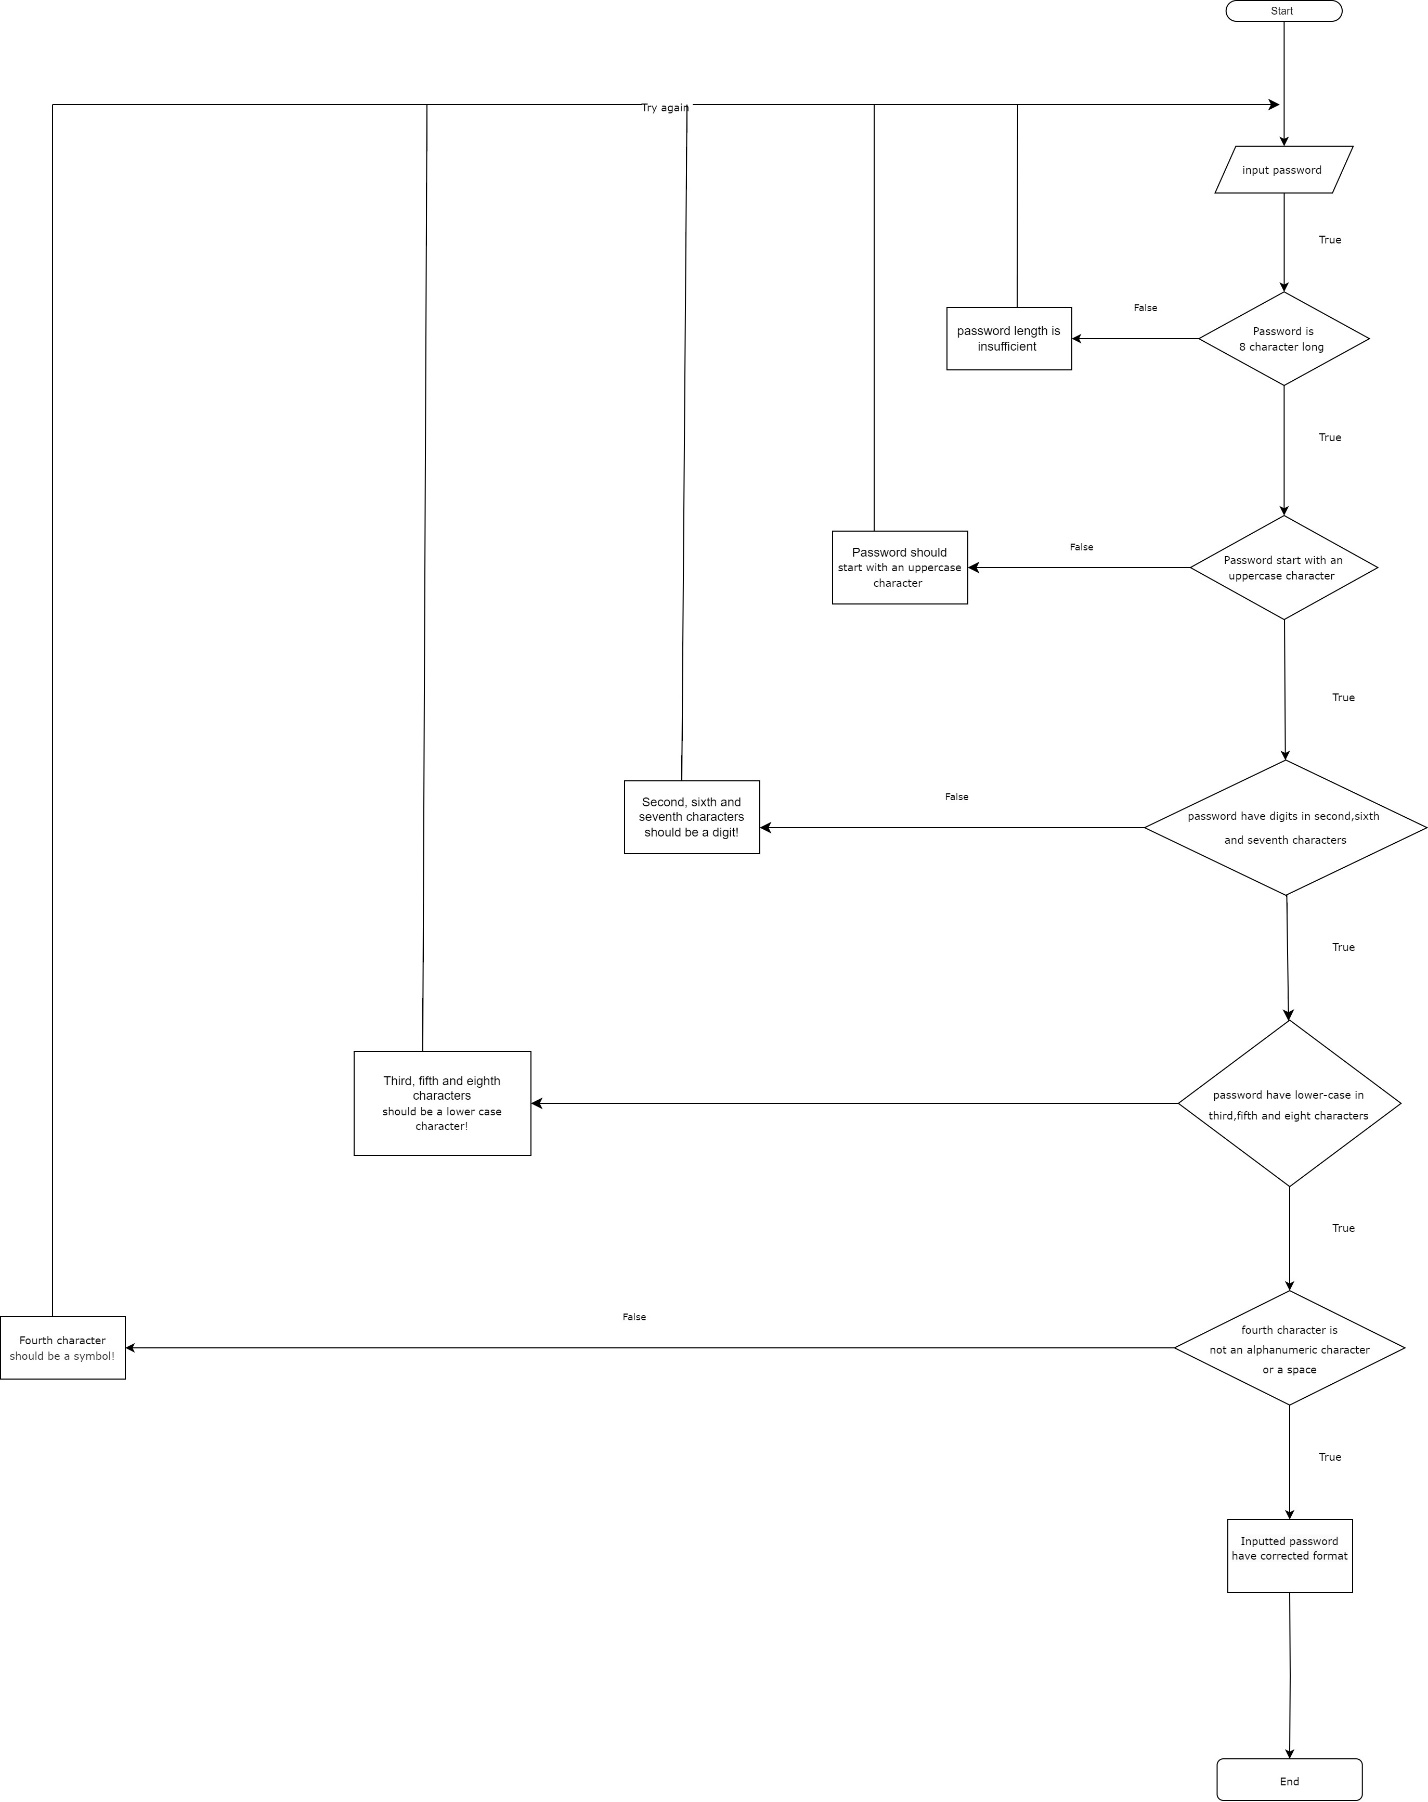 Start
Try again
input password
True
False
password length is
insufficient
Password is
8 character long
True
False
Password should
start with an uppercase
character
Password start with an
uppercase character
True
False
Second, sixth and
seventh characters
should be a digit!
password have digits in second,sixth
and seventh characters
True
Third, fifth and eighth
characters
should be a lower case
character!
password have lower-case in
third,fifth and eight characters
True
False
Fourth character
should be a symbol!
fourth character is
not an alphanumeric character
or a space
True
Inputted password
have corrected format
End